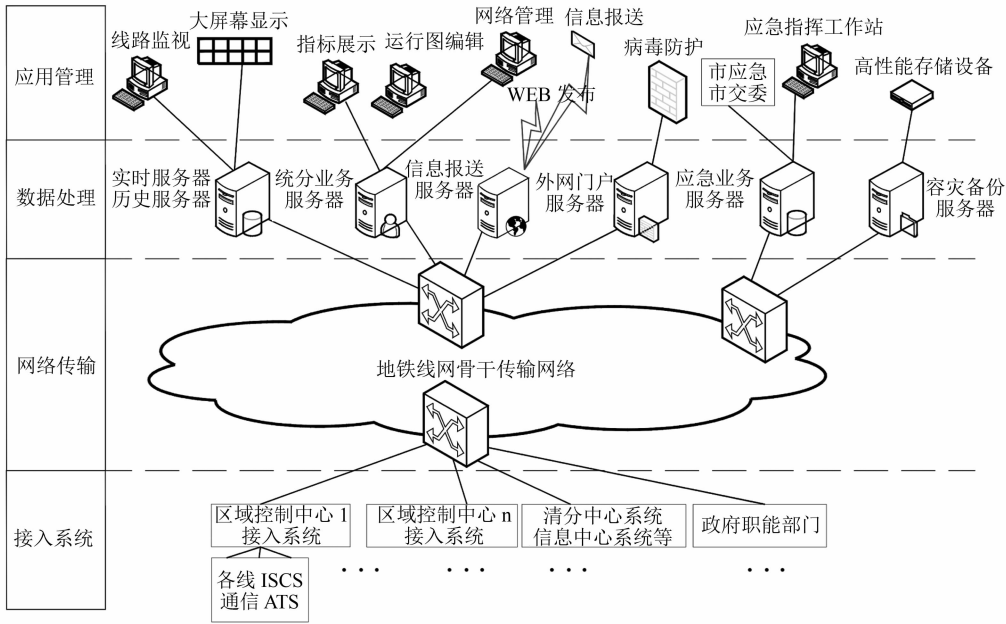 应用管理
线路监视
大屏幕显示
指标展示
运行图编辑
网络管理
信息报送
WEB 发布
病毒防护
市应急
市交委
应急指挥工作站
高性能存储设备
数据处理
实时服务器
历史服务器
统分业务
服务器
信息报送
服务器
外网门户
服务器
应急业务
服务器
容灾备份
服务器
网络传输
地铁线网骨干传输网络
接入系统
区域控制中心 1
接入系统
区域控制中心 n
接入系统
清分中心系统
信息中心系统等
政府职能部门
各线 ISCS
通信 ATS
···
···
···
···